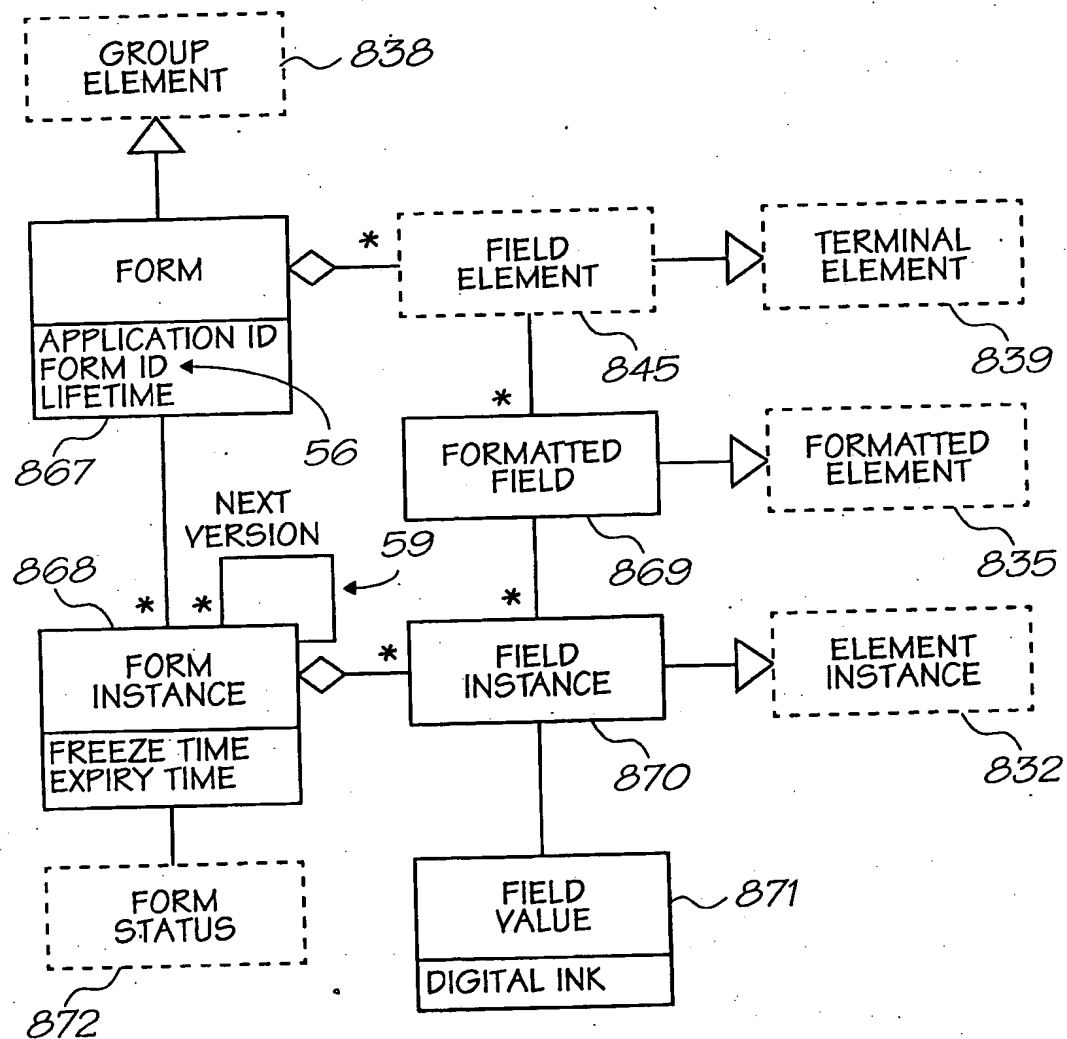 GROUP
ELEMENT
838
FORM
APPLICATION ID
FORM ID
LIFETIME
867
56
*
FIELD
ELEMENT
845
TERMINAL
ELEMENT
839
*
FORMATTED
FIELD
869
FORMATTED
ELEMENT
835
NEXT
VERSION
59
868
*
*
FORM
INSTANCE
FREEZE TIME
EXPIRY TIME
*
*
FIELD
INSTANCE
870
ELEMENT
INSTANCE
832
FORM
STATUS
872
FIELD
VALUE
DIGITAL INK
871